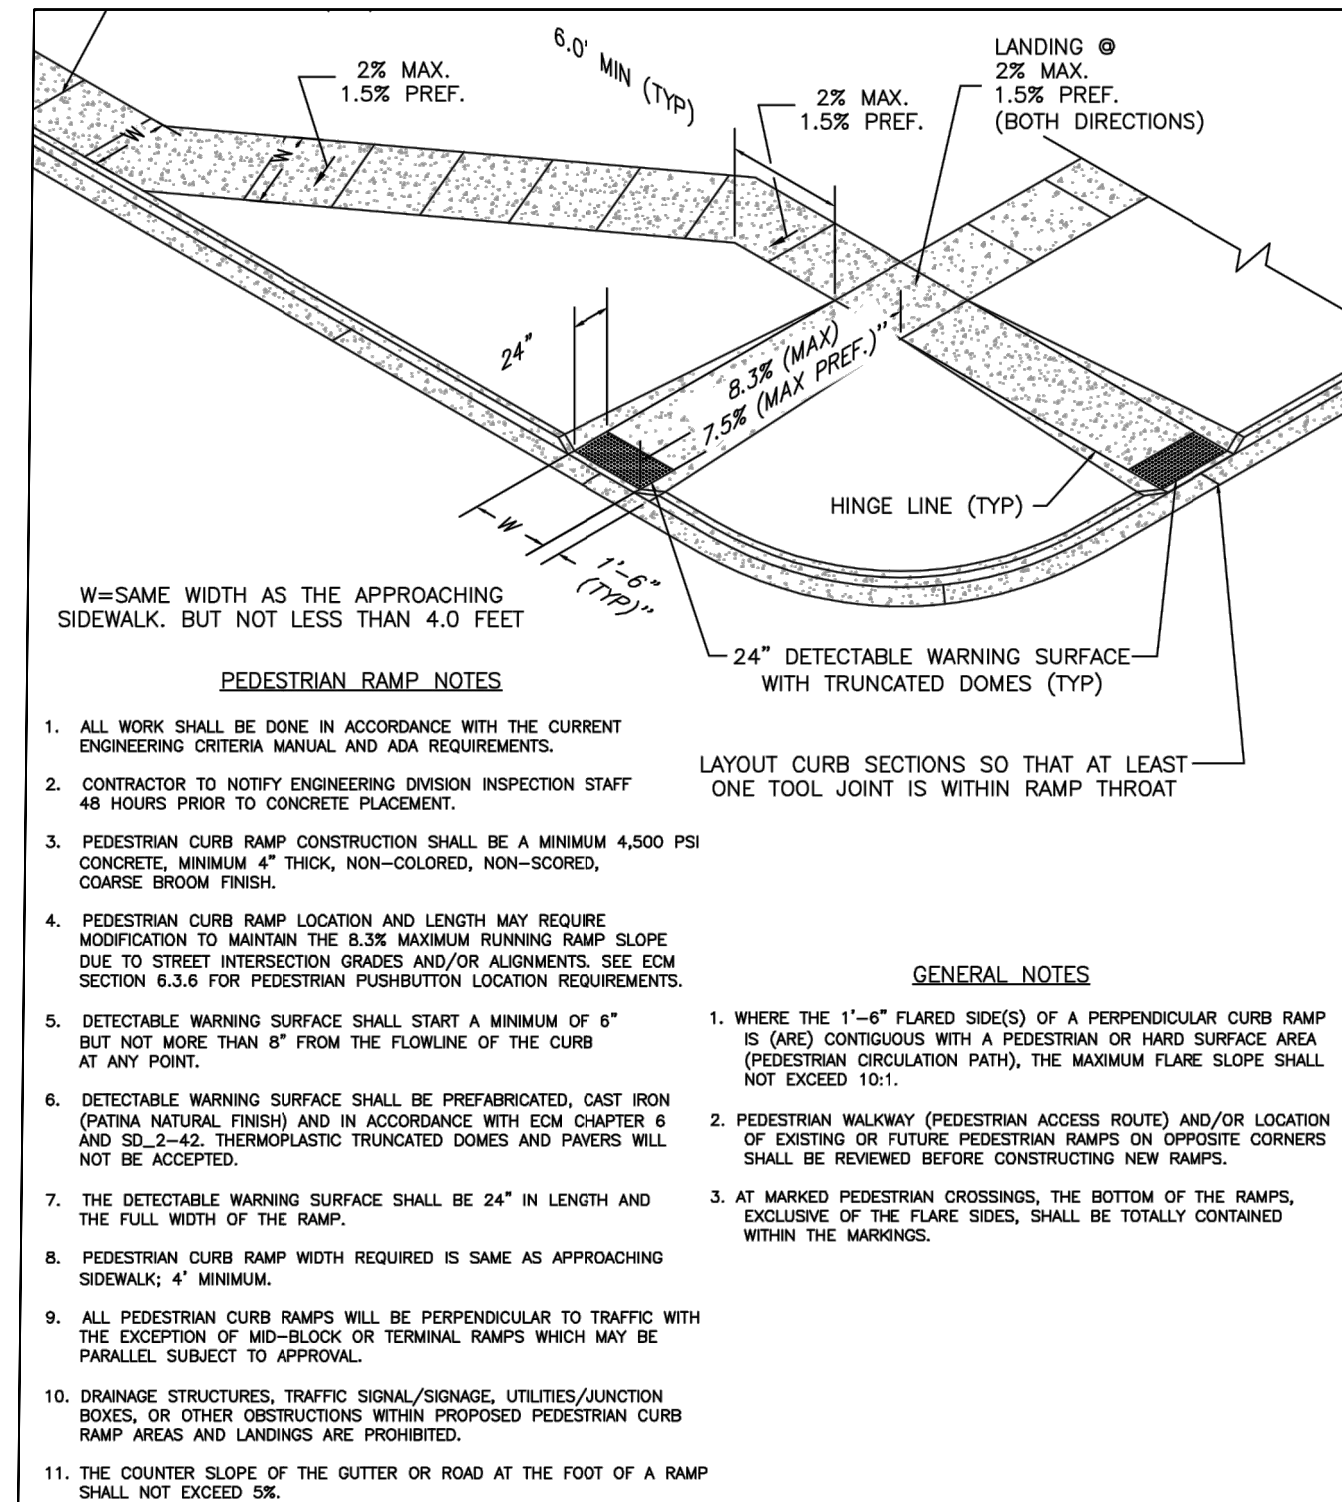 6.0' MIN (TYP)
2% MAX.
1.5% PREF.
2% MAX.
1.5% PREF.
LANDING @
2% MAX.
1.5% PREF.
(BOTH DIRECTIONS)
W
W
24"
8.3% (MAX)
7.5% (MAX PREF.)"
HINGE LINE (TYP)
W
1'-6"
(TYP)"
W=SAME WIDTH AS THE APPROACHING
SIDEWALK. BUT NOT LESS THAN 4.0 FEET
24" DETECTABLE WARNING SURFACE
WITH TRUNCATED DOMES (TYP)
LAYOUT CURB SECTIONS SO THAT AT LEAST
ONE TOOL JOINT IS WITHIN RAMP THROAT
PEDESTRIAN RAMP NOTES
1. ALL WORK SHALL BE DONE IN ACCORDANCE WITH THE CURRENT
ENGINEERING CRITERIA MANUAL AND ADA REQUIREMENTS.
2. CONTRACTOR TO NOTIFY ENGINEERING DIVISION INSPECTION STAFF
48 HOURS PRIOR TO CONCRETE PLACEMENT.
3. PEDESTRIAN CURB RAMP CONSTRUCTION SHALL BE A MINIMUM 4,500 PSI
CONCRETE, MINIMUM 4" THICK, NON-COLORED, NON-SCORED,
COARSE BROOM FINISH.
4. PEDESTRIAN CURB RAMP LOCATION AND LENGTH MAY REQUIRE
MODIFICATION TO MAINTAIN THE 8.3% MAXIMUM RUNNING RAMP SLOPE
DUE TO STREET INTERSECTION GRADES AND/OR ALIGNMENTS. SEE ECM
SECTION 6.3.6 FOR PEDESTRIAN PUSHBUTTON LOCATION REQUIREMENTS.
5. DETECTABLE WARNING SURFACE SHALL START A MINIMUM OF 6"
BUT NOT MORE THAN 8" FROM THE FLOWLINE OF THE CURB
AT ANY POINT.
6. DETECTABLE WARNING SURFACE SHALL BE PREFABRICATED, CAST IRON
(PATINA NATURAL FINISH) AND IN ACCORDANCE WITH ECM CHAPTER 6
AND SD_2-42. THERMOPLASTIC TRUNCATED DOMES AND PAVERS WILL
NOT BE ACCEPTED.
7. THE DETECTABLE WARNING SURFACE SHALL BE 24" IN LENGTH AND
THE FULL WIDTH OF THE RAMP.
8. PEDESTRIAN CURB RAMP WIDTH REQUIRED IS SAME AS APPROACHING
SIDEWALK; 4' MINIMUM.
9. ALL PEDESTRIAN CURB RAMPS WILL BE PERPENDICULAR TO TRAFFIC WITH
THE EXCEPTION OF MID-BLOCK OR TERMINAL RAMPS WHICH MAY BE
PARALLEL SUBJECT TO APPROVAL.
10. DRAINAGE STRUCTURES, TRAFFIC SIGNAL/SIGNAGE, UTILITIES/JUNCTION
BOXES, OR OTHER OBSTRUCTIONS WITHIN PROPOSED PEDESTRIAN CURB
RAMP AREAS AND LANDINGS ARE PROHIBITED.
11. THE COUNTER SLOPE OF THE GUTTER OR ROAD AT THE FOOT OF A RAMP
SHALL NOT EXCEED 5%.
GENERAL NOTES
1. WHERE THE 1'-6" FLARED SIDE(S) OF A PERPENDICULAR CURB RAMP
IS (ARE) CONTIGUOUS WITH A PEDESTRIAN OR HARD SURFACE AREA
(PEDESTRIAN CIRCULATION PATH), THE MAXIMUM FLARE SLOPE SHALL
NOT EXCEED 10:1.
2. PEDESTRIAN WALKWAY (PEDESTRIAN ACCESS ROUTE) AND/OR LOCATION
OF EXISTING OR FUTURE PEDESTRIAN RAMPS ON OPPOSITE CORNERS
SHALL BE REVIEWED BEFORE CONSTRUCTING NEW RAMPS.
3. AT MARKED PEDESTRIAN CROSSINGS, THE BOTTOM OF THE RAMPS,
EXCLUSIVE OF THE FLARE SIDES, SHALL BE TOTALLY CONTAINED
WITHIN THE MARKINGS.